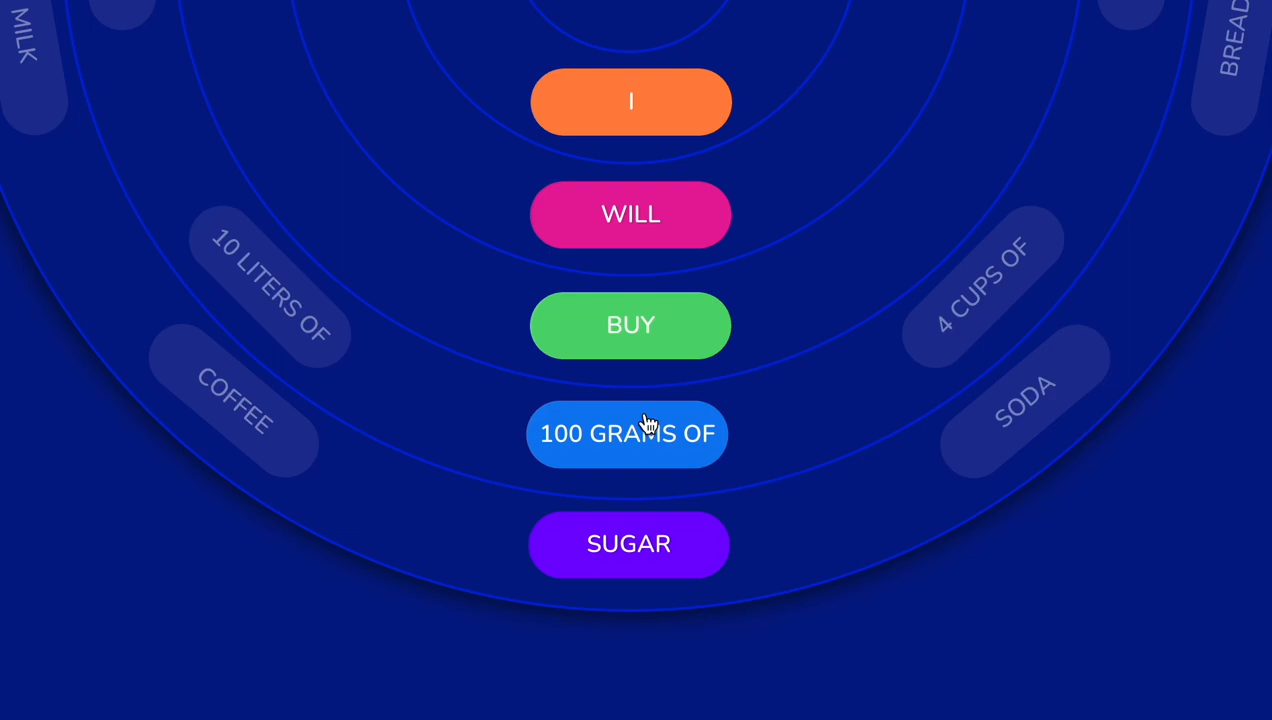 MILK
BREAD
I
WILL
10 LITERS OF
BUY
4 CUPS OF
COFFEE
100 GRAMS OF
SODA
SUGAR